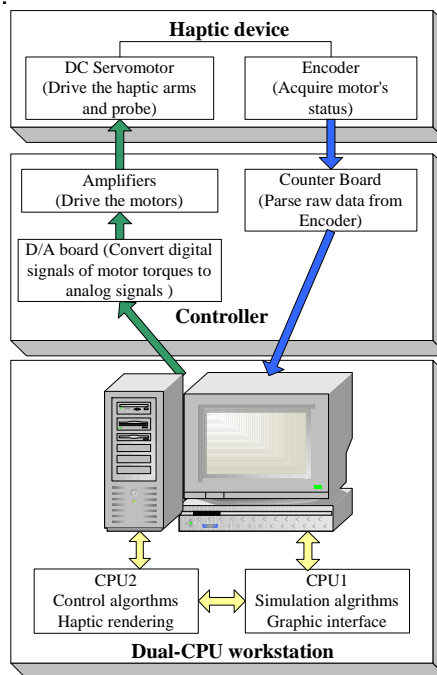 Haptic device
DC Servomotor
(Drive the haptic arms
and probe)
Encoder
(Acquire motor's
status)
Amplifiers
(Drive the motors)
Counter Board
(Parse raw data from
Encoder)
D/A board (Convert digital
signals of motor torques to
analog signals )
Controller
CPU2
Control algorthms
Haptic rendering
CPU1
Simulation algrithms
Graphic interface
Dual-CPU workstation